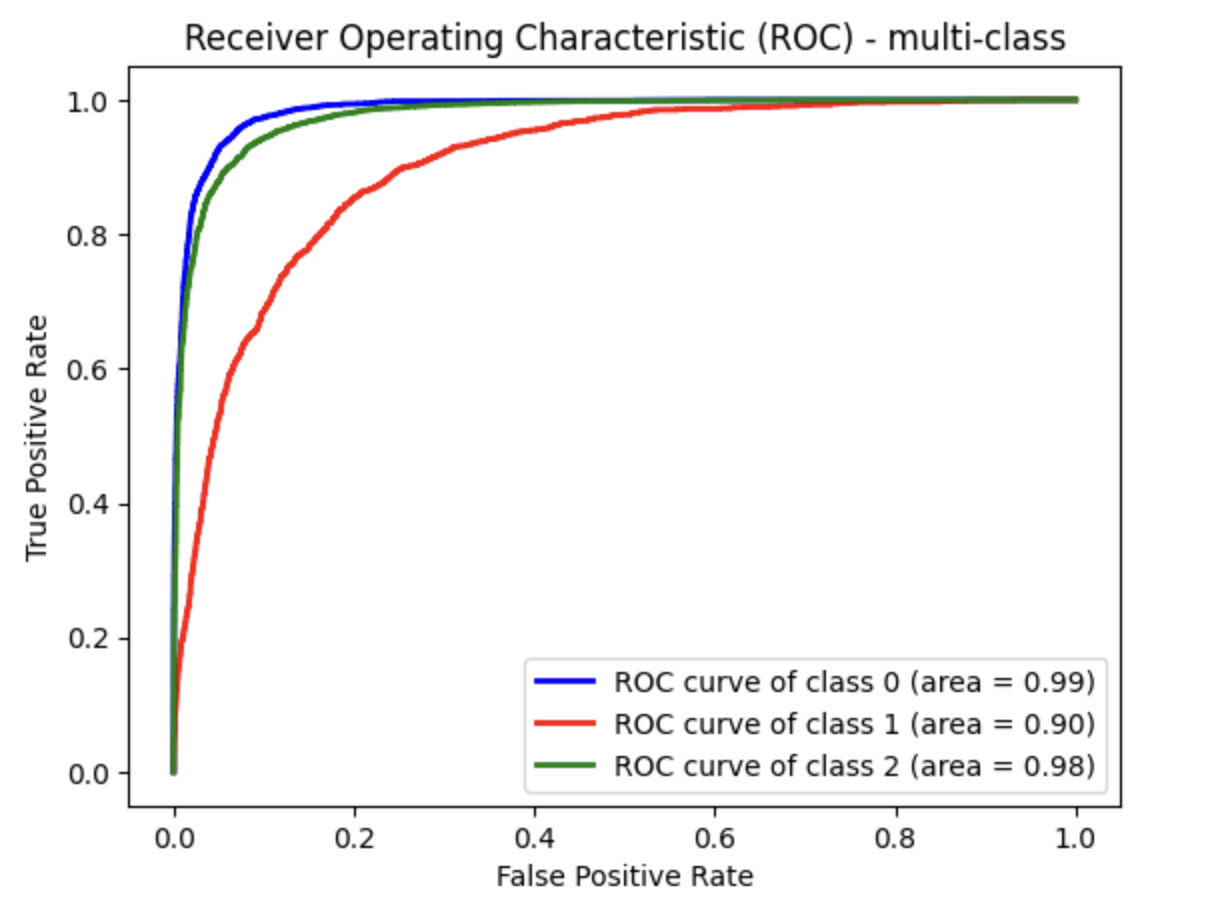 Receiver Operating Characteristic (ROC) - multi-class
True Positive Rate
1.0
0.8
0.6
0.4
0.2
0.0
ROC curve of class 0 (area = 0.99)
ROC curve of class 1 (area = 0.90)
ROC curve of class 2 (area = 0.98)
0.0 0.2 0.4 0.6 0.8 1.0
False Positive Rate